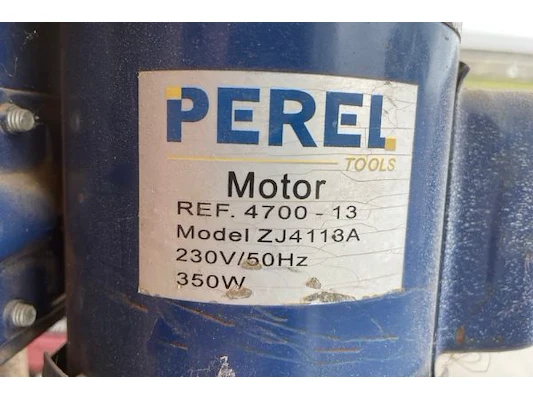 PEREL
TOOLS
Motor
REF. 4700 - 13
Model ZJ4113A
230V/50Hz
350W